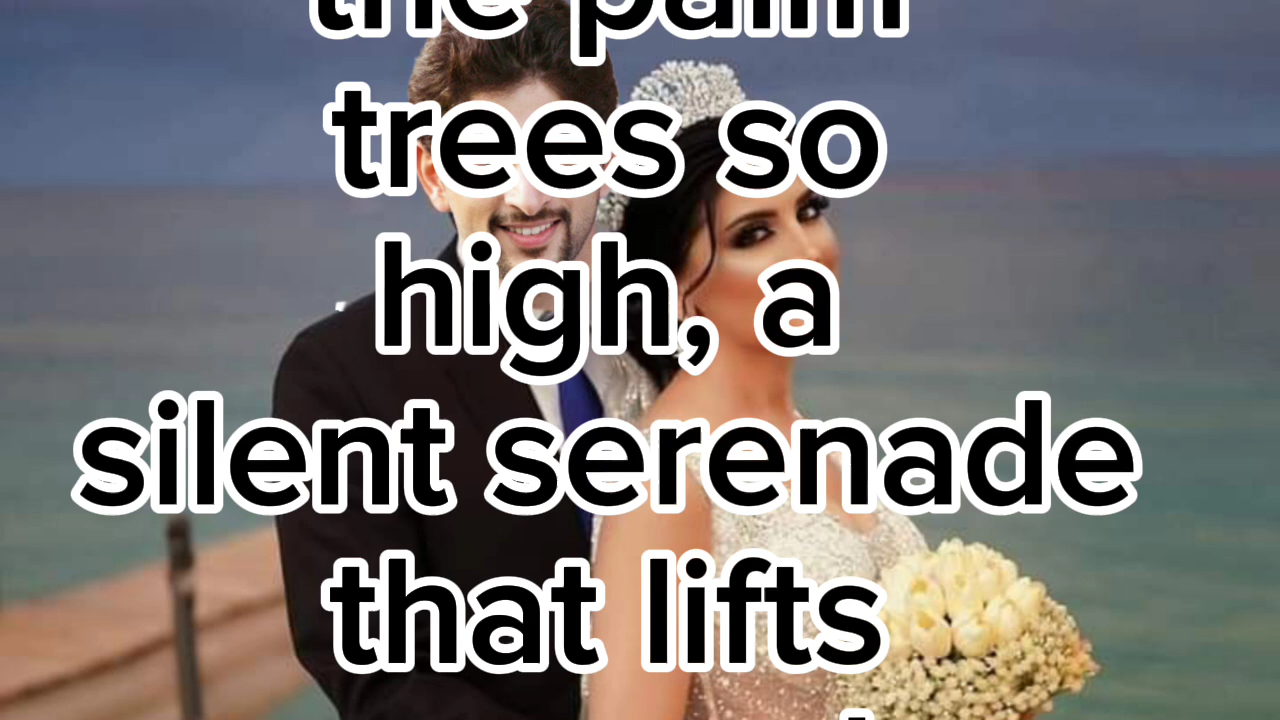 the palm
trees so
high, a
silent serenade
that lifts